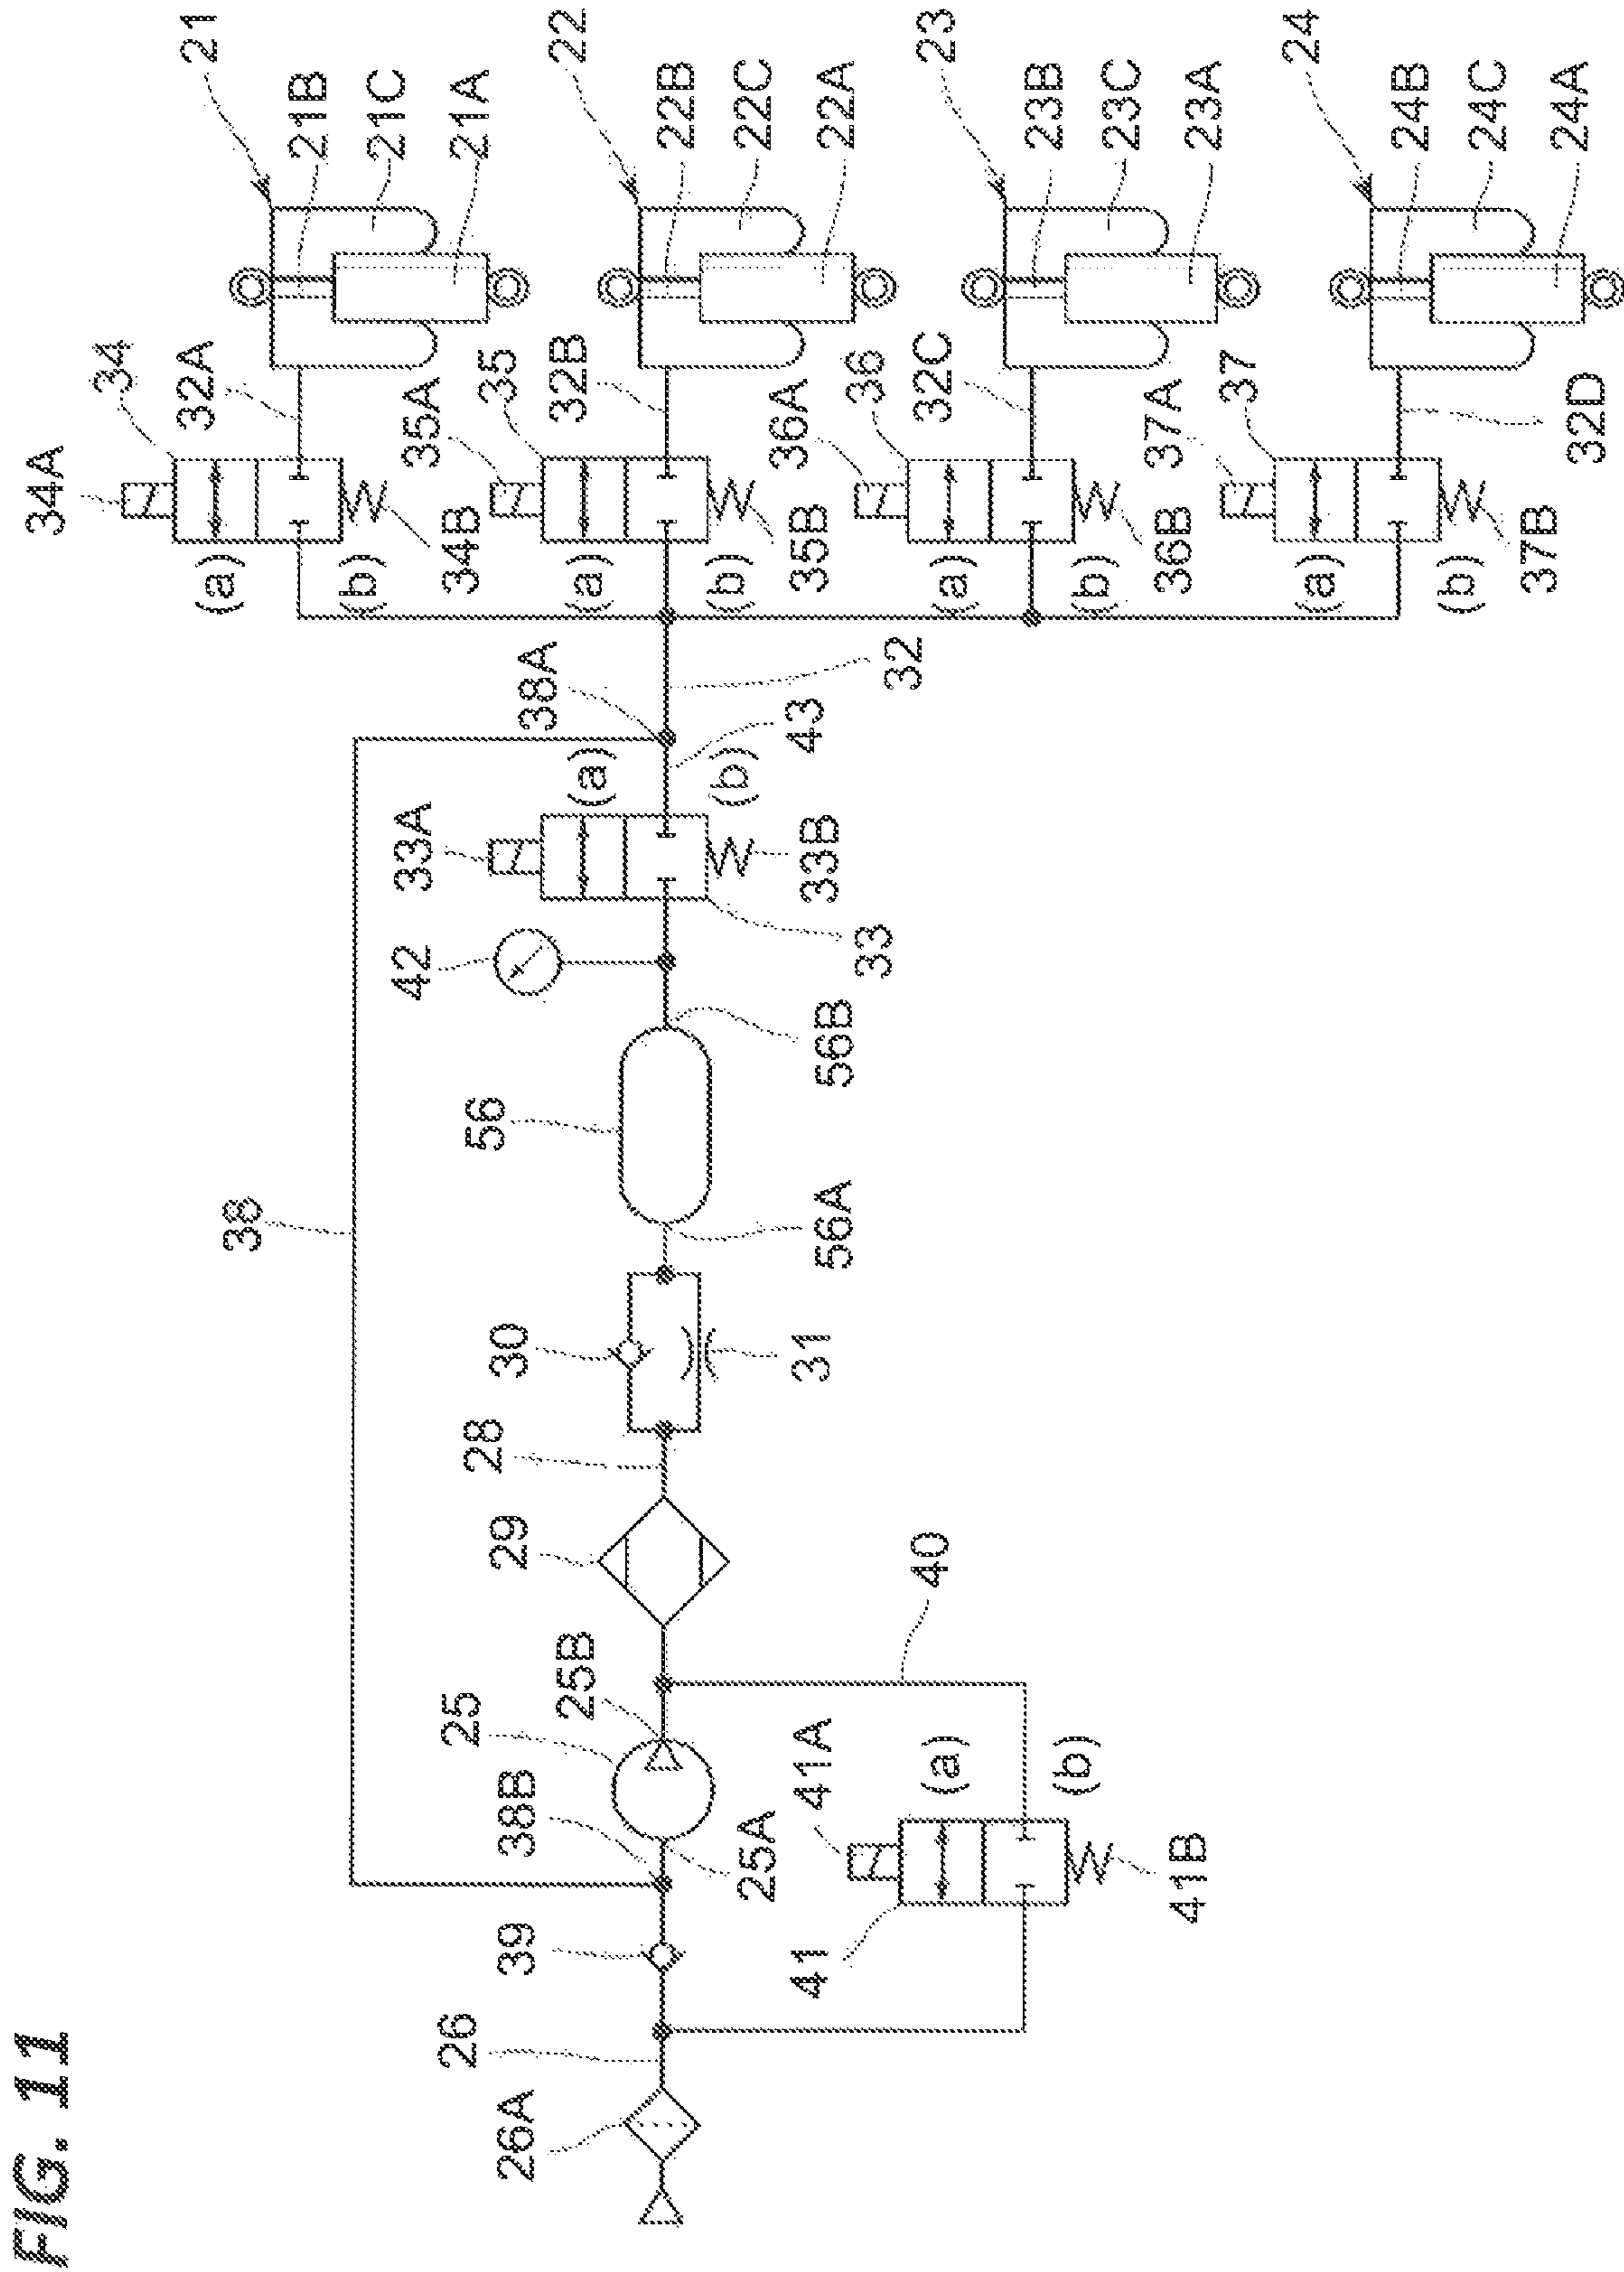 FIG. 11
34A
34
32A
21
21B
21C
21A
(a)
(b)
34B
35A
35
32B
22
22B
22C
22A
(a)
(b)
35B
36A
36
32C
23
23B
23C
23A
(a)
(b)
36B
37A
37
32D
24
24B
24C
24A
(a)
(b)
37B
38
38A
32
43
(a)
(b)
33A
33B
33
42
56B
56
56A
30
31
28
29
40
25B
25
38B
25A
41A
(a)
(b)
41
41B
39
26
26A